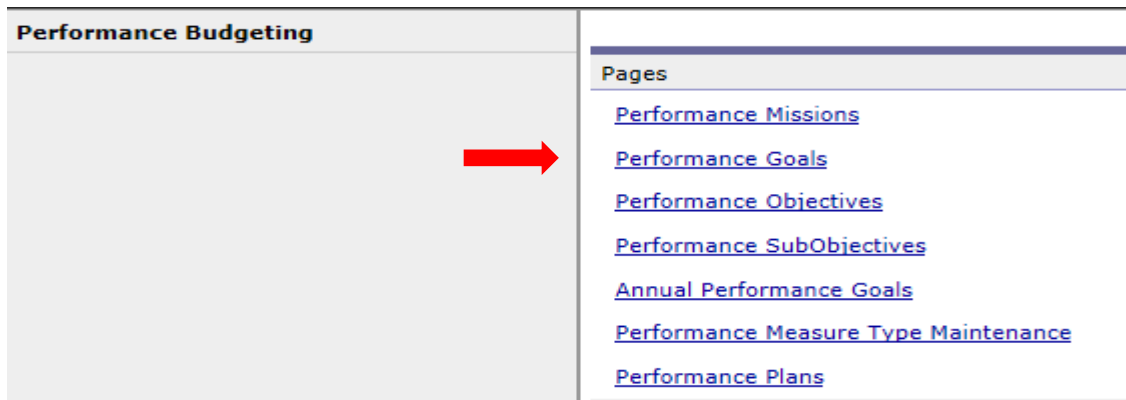 Performance Budgeting
Pages
Performance Missions
Performance Goals
Performance Objectives
Performance SubObjectives
Annual Performance Goals
Performance Measure Type Maintenance
Performance Plans